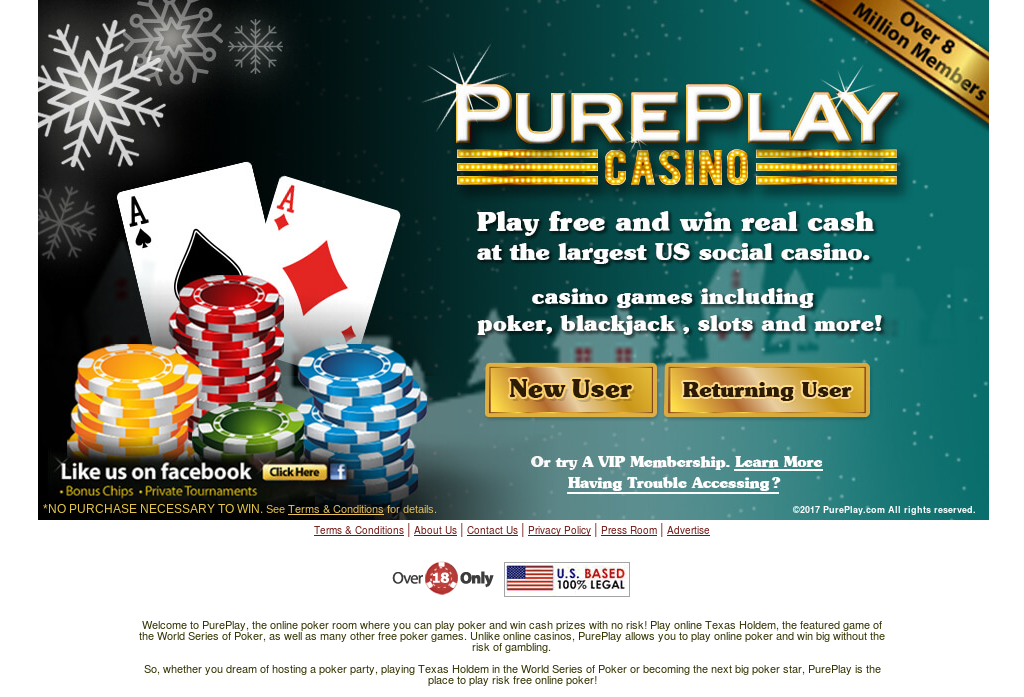 Over 8
Million Members
PUREPLAY
CASINO
Play free and win real cash
at the largest US social casino.
casino games including
poker, blackjack , slots and more!
A
A
New User
Returning User
Or try A VIP Membership. Learn More
Having Trouble Accessing ?
Like us on facebook Click Here f
• Bonus Chips • Private Tournaments
*NO PURCHASE NECESSARY TO WIN. See Terms & Conditions for details.
©2017 PurePlay.com All rights reserved.
Terms & Conditions | About Us | Contact Us | Privacy Policy | Press Room | Advertise
Over 18 Only
U.S. BASED
100% LEGAL
Welcome to PurePlay, the online poker room where you can play poker and win cash prizes with no risk! Play online Texas Holdem, the featured game of
the World Series of Poker, as well as many other free poker games. Unlike online casinos, PurePlay allows you to play online poker and win big without the
risk of gambling.
So, whether you dream of hosting a poker party, playing Texas Holdem in the World Series of Poker or becoming the next big poker star, PurePlay is the
place to play risk free online poker!